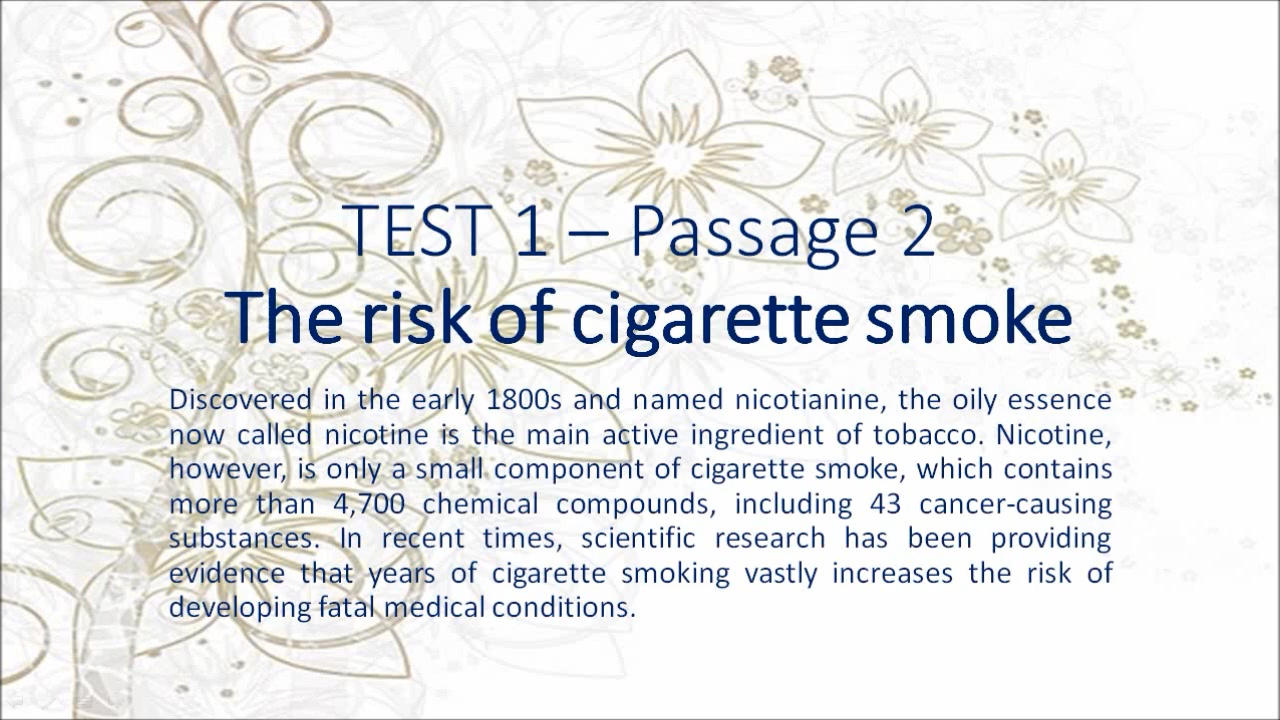 TEST 1 – Passage 2
The risk of cigarette smoke
Discovered in the early 1800s and named nicotianine, the oily essence
now called nicotine is the main active ingredient of tobacco. Nicotine,
however, is only a small component of cigarette smoke, which contains
more than 4,700 chemical compounds, including 43 cancer-causing
substances. In recent times, scientific research has been providing
evidence that years of cigarette smoking vastly increases the risk of
developing fatal medical conditions.